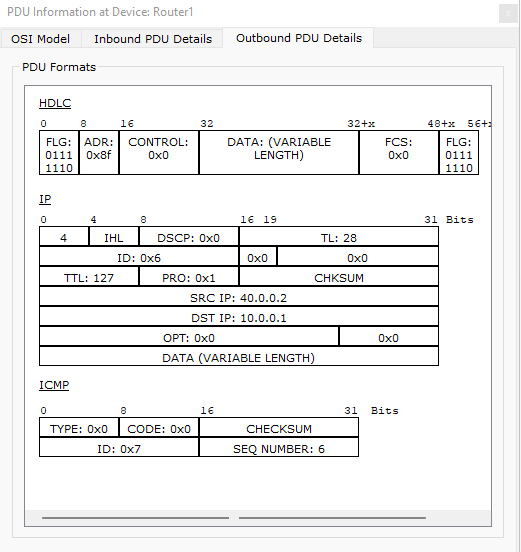 PDU Information at Device: Router1
OSI Model Inbound PDU Details Outbound PDU Details
PDU Formats
HDLC
0 8 16 32 32+x 48+x 56+x
FLG: ADR: CONTROL: DATA: (VARIABLE FCS: FLG:
0111 0x8f 0x0 LENGTH) 0x0 0111
1110 1110
IP
0 4 8 16 19 31 Bits
4 IHL DSCP: 0x0 TL: 28
ID: 0x6 0x0 0x0
TTL: 127 PRO: 0x1 CHKSUM
SRC IP: 40.0.0.2
DST IP: 10.0.0.1
OPT: 0x0 0x0
DATA (VARIABLE LENGTH)
ICMP
0 8 16 31 Bits
TYPE: 0x0 CODE: 0x0 CHECKSUM
ID: 0x7 SEQ NUMBER: 6